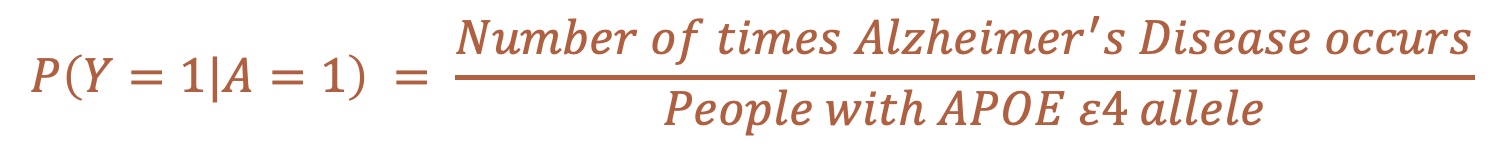 Number of times Alzheimer's Disease occurs
P(Y = 1|A = 1) =
People with APOE ε4 allele